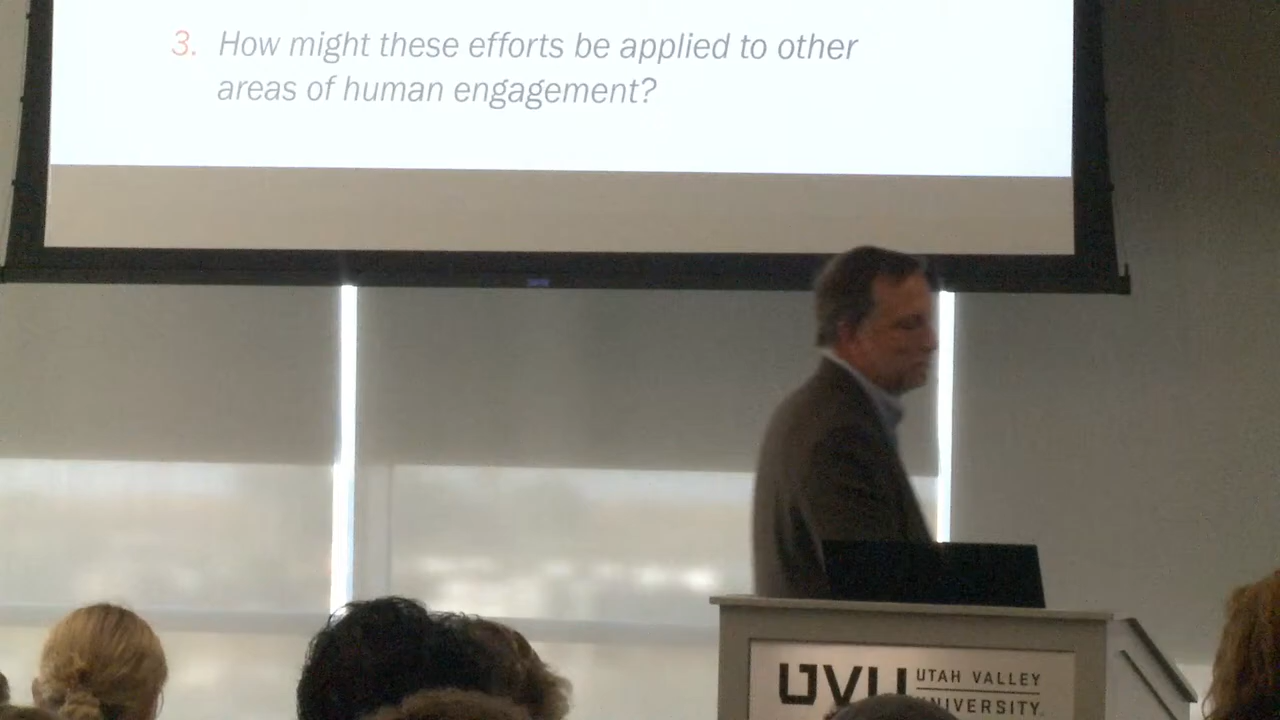 3. How might these efforts be applied to other
areas of human engagement?
UVU UTAH VALLEY
UNIVERSITY